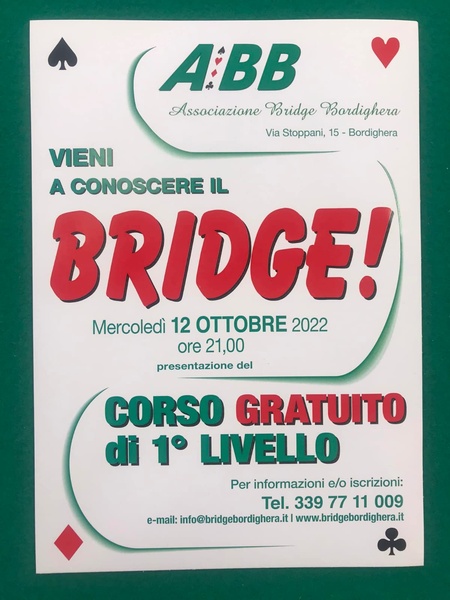 ABB
Associazione Bridge Bordighera
Via Stoppani, 15 - Bordighera
VIENI
A CONOSCERE IL
BRIDGE!
Mercoledì 12 OTTOBRE 2022
ore 21,00
presentazione del
CORSO GRATUITO
di 1° LIVELLO
Per informazioni e/o iscrizioni:
Tel. 339 77 11 009
e-mail: info@bridgebordighera.it | www.bridgebordighera.it